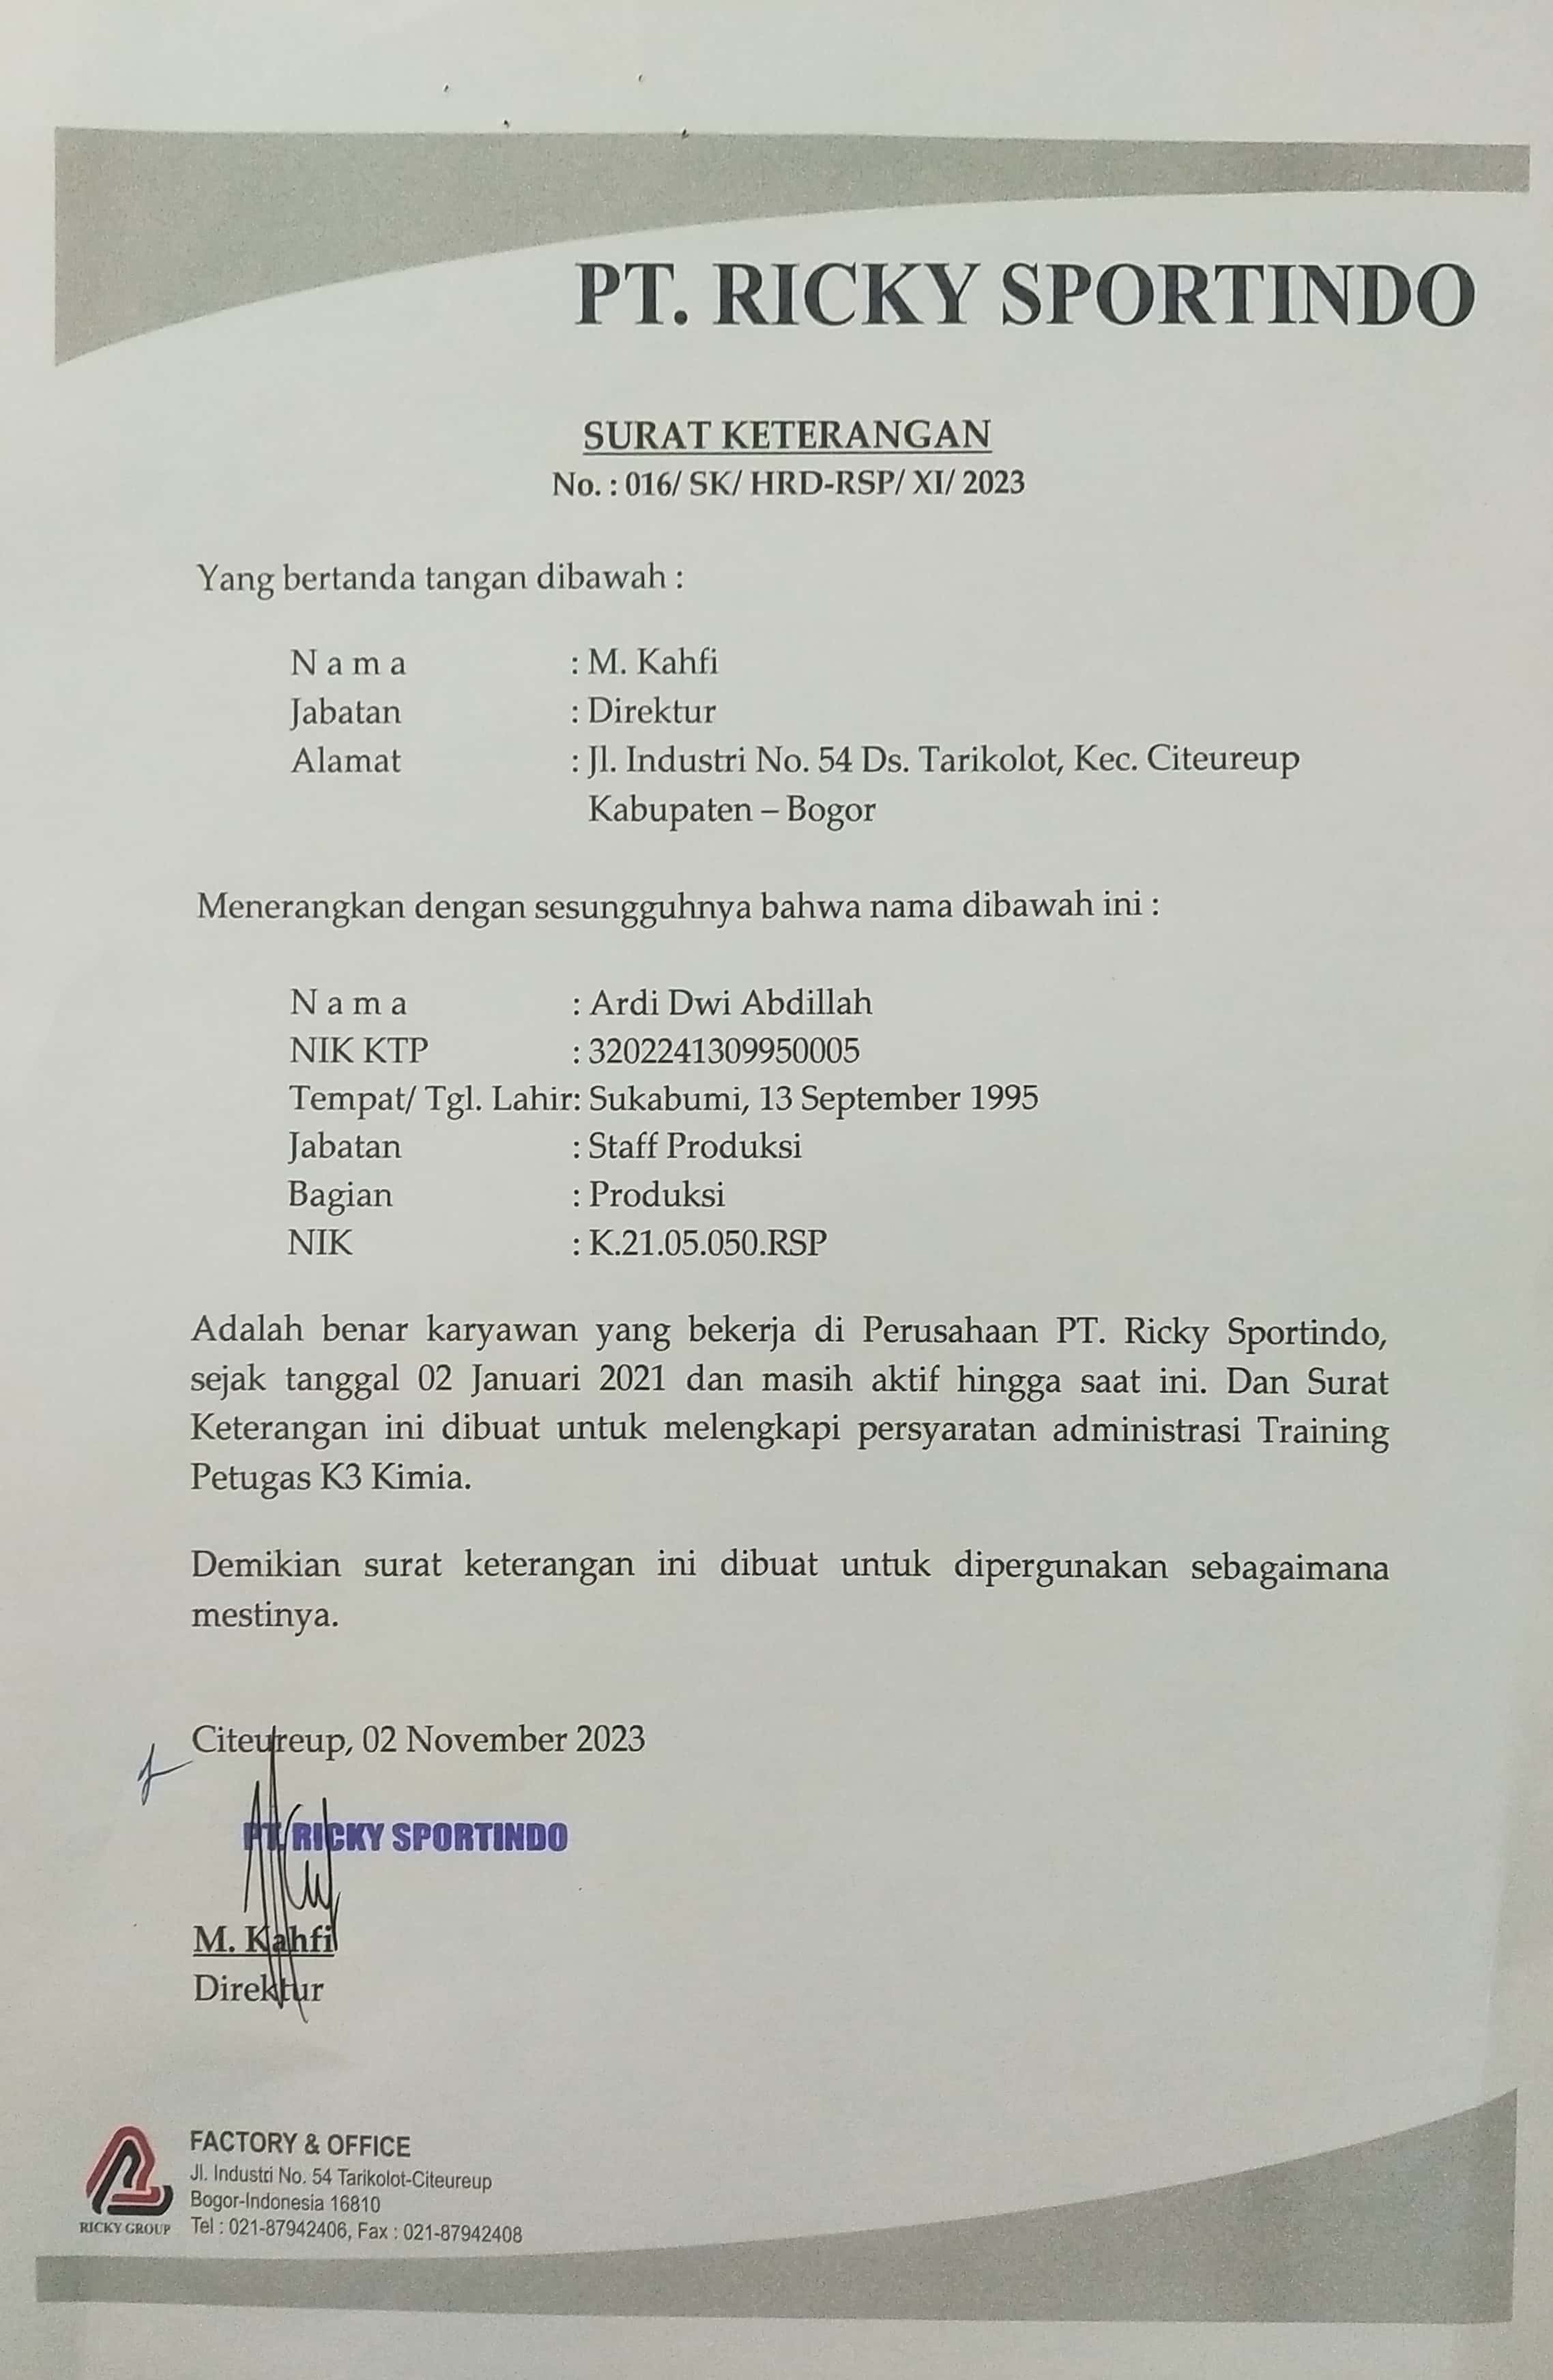 PT. RICKY SPORTINDO
SURAT KETERANGAN
No. : 016/ SK/ HRD-RSP/ XI/ 2023
Yang bertanda tangan dibawah :
N a m a : M. Kahfi
Jabatan : Direktur
Alamat : Jl. Industri No. 54 Ds. Tarikolot, Kec. Citeureup
Kabupaten – Bogor
Menerangkan dengan sesungguhnya bahwa nama dibawah ini :
N a m a : Ardi Dwi Abdillah
NIK KTP : 3202241309950005
Tempat/ Tgl. Lahir: Sukabumi, 13 September 1995
Jabatan : Staff Produksi
Bagian : Produksi
NIK : K.21.05.050.RSP
Adalah benar karyawan yang bekerja di Perusahaan PT. Ricky Sportindo,
sejak tanggal 02 Januari 2021 dan masih aktif hingga saat ini. Dan Surat
Keterangan ini dibuat untuk melengkapi persyaratan administrasi Training
Petugas K3 Kimia.
Demikian surat keterangan ini dibuat untuk dipergunakan sebagaimana
mestinya.
Citeureup, 02 November 2023
PT. RICKY SPORTINDO
M. Kahfi
Direktur
FACTORY & OFFICE
Jl. Industri No. 54 Tarikolot-Citeureup
Bogor-Indonesia 16810
Tel : 021-87942406, Fax : 021-87942408
RICKY GROUP